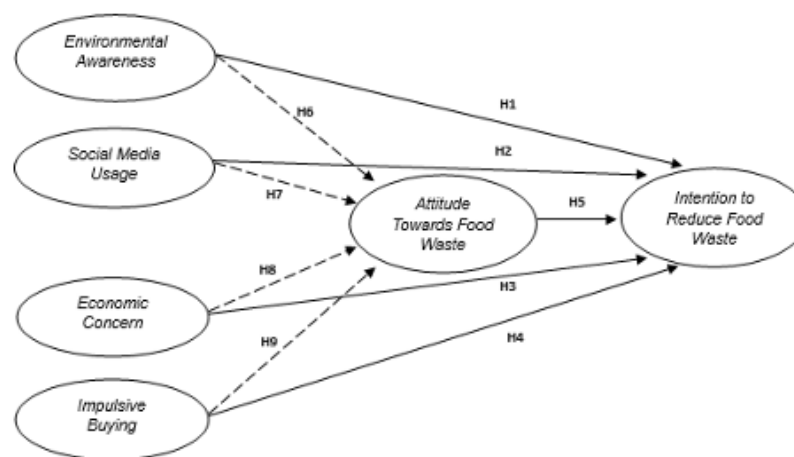 Environmental
Awareness
H1
H6
Social Media
Usage
H2
H7
Attitude
Towards Food
Waste
H5
Intention to
Reduce Food
Waste
H8
Economic
Concern
H3
H9
H4
Impulsive
Buying